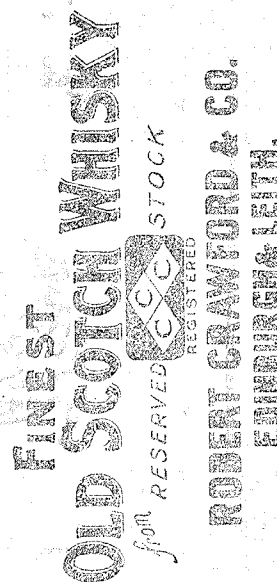 FINEST
OLD SCOTCH WHISKY
from RESERVED STOCK
C C C
REGISTERED
ROBERT CRAWFORD & CO.
EDINBURGH & LEITH.